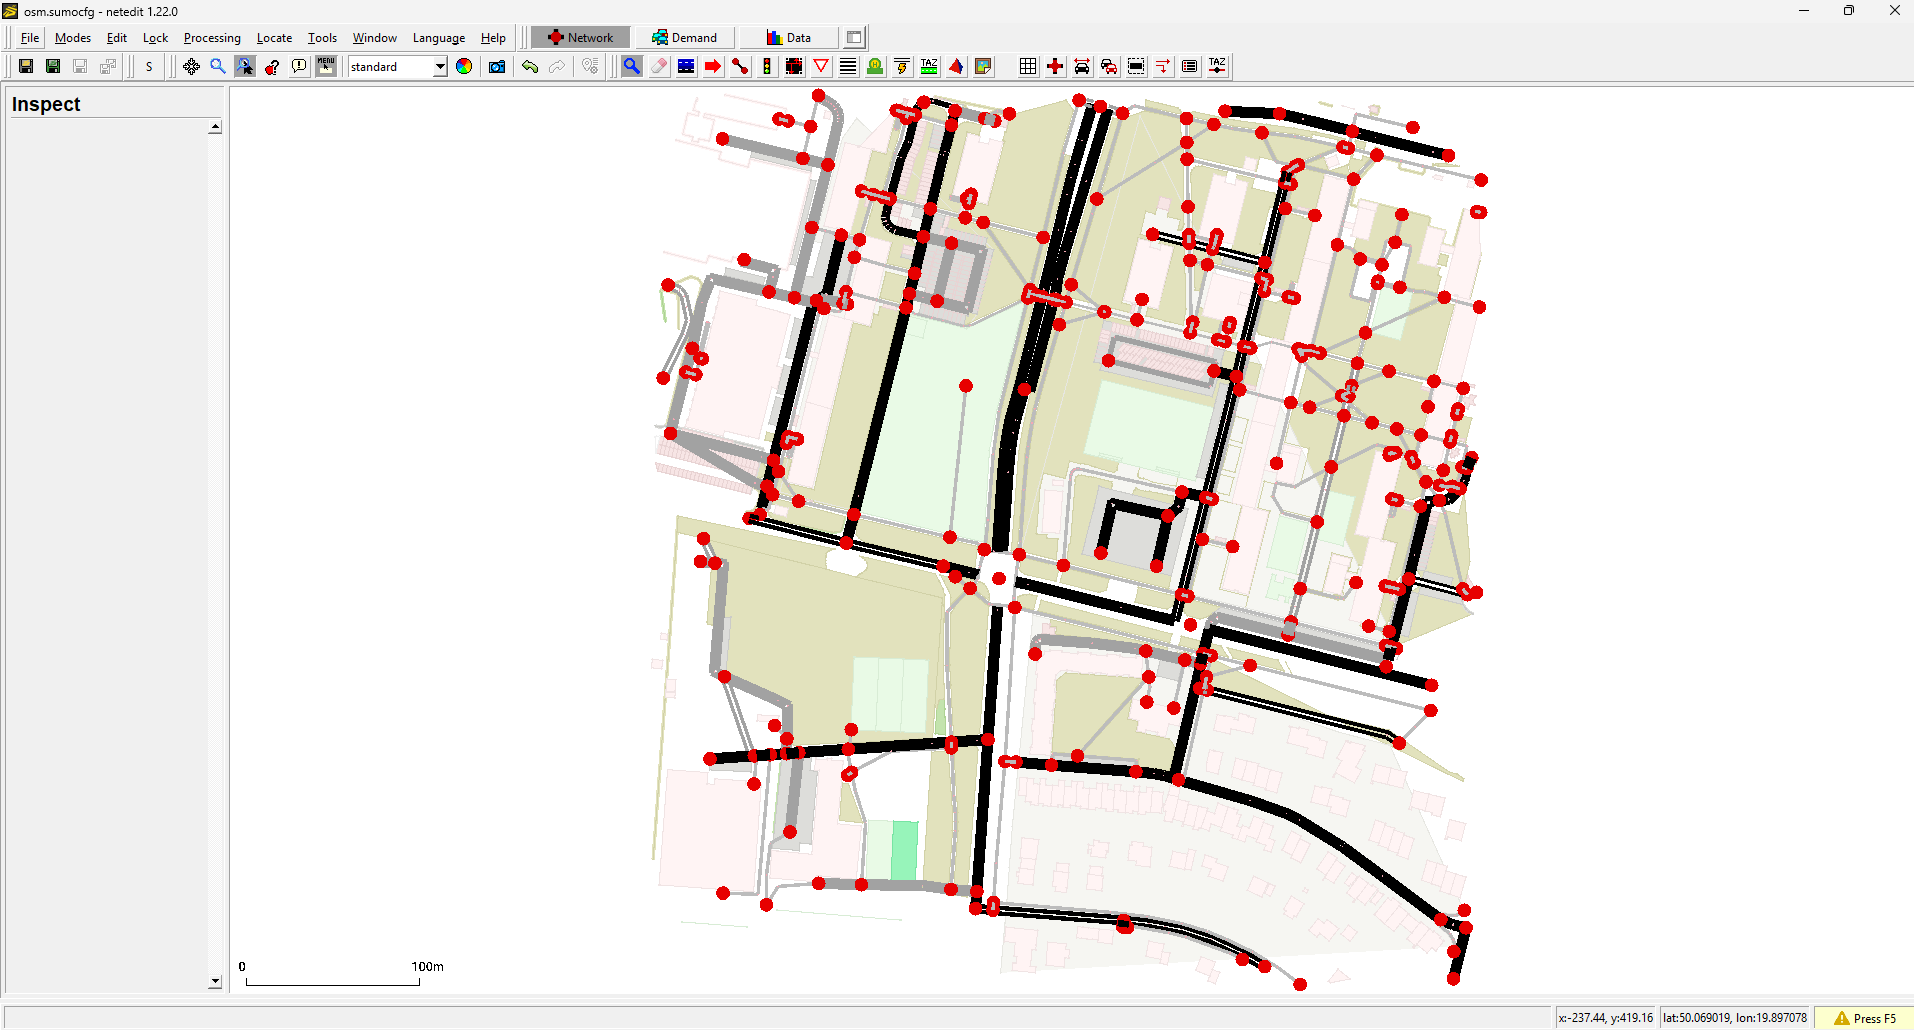 osm.sumocfg - netedit 1.22.0
File Modes Edit Lock Processing Locate Tools Window Language Help Network Demand Data
S MENU standard TAZ TAZ
Inspect
0 100m
x:-237.44, y:419.16 lat:50.069019, lon:19.897078 Press F5